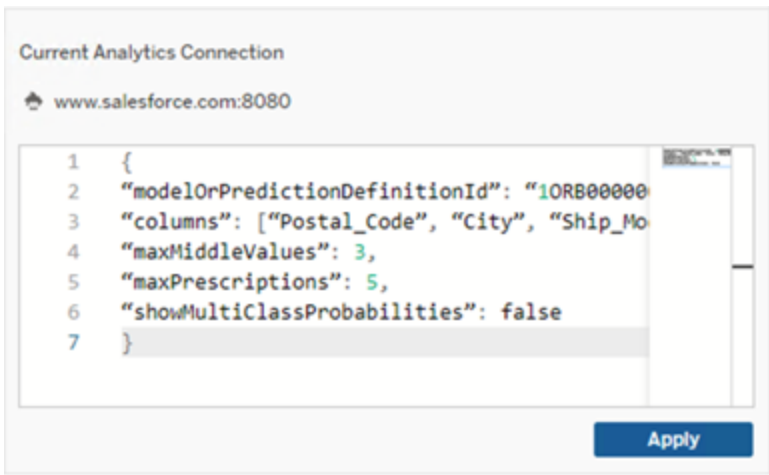 Current Analytics Connection
www.salesforce.com:8080
1 {
2 “modelOrPredictionDefinitionId”: “1ORB000000
3 “columns”: [“Postal_Code”, “City”, “Ship_Mo
4 “maxMiddleValues”: 3,
5 “maxPrescriptions”: 5,
6 “showMultiClassProbabilities”: false
7 }
Apply